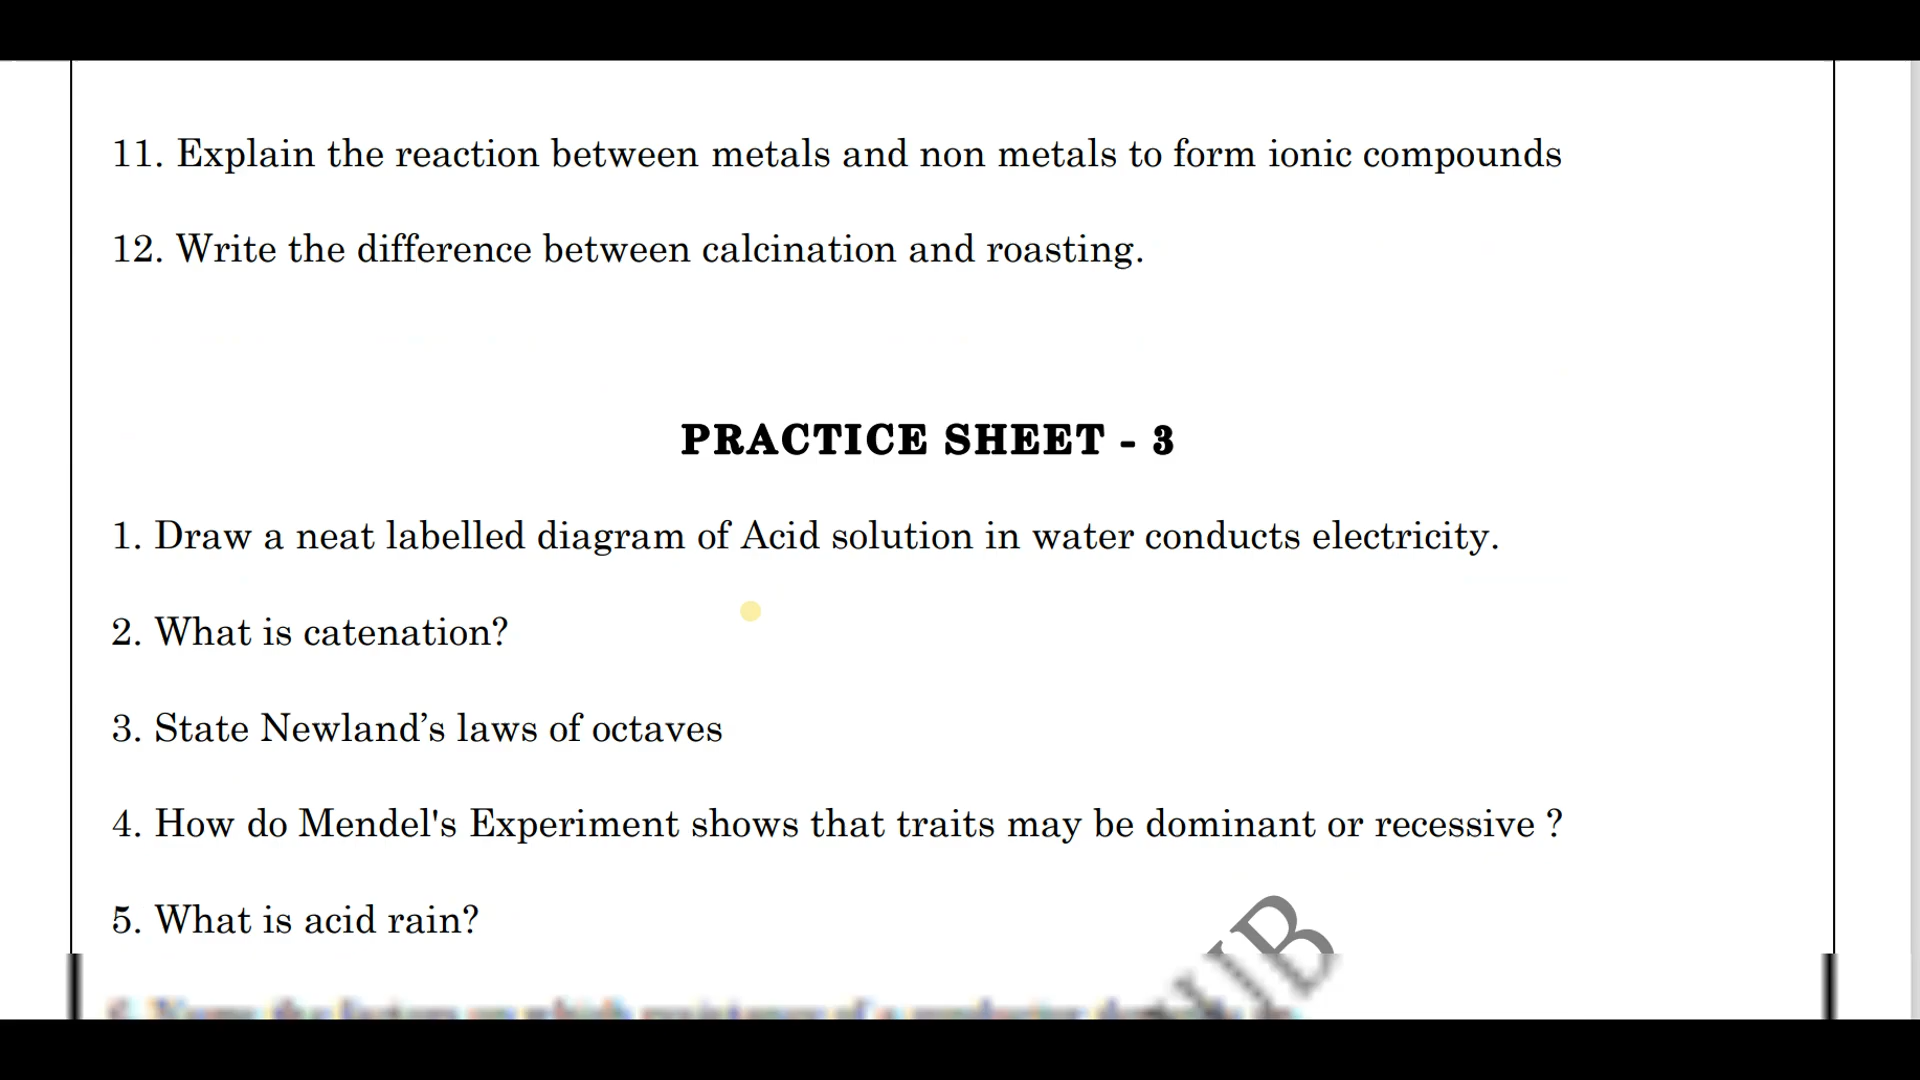 11. Explain the reaction between metals and non metals to form ionic compounds
12. Write the difference between calcination and roasting.
PRACTICE SHEET - 3
1. Draw a neat labelled diagram of Acid solution in water conducts electricity.
2. What is catenation?
3. State Newland’s laws of octaves
4. How do Mendel's Experiment shows that traits may be dominant or recessive ?
5. What is acid rain?